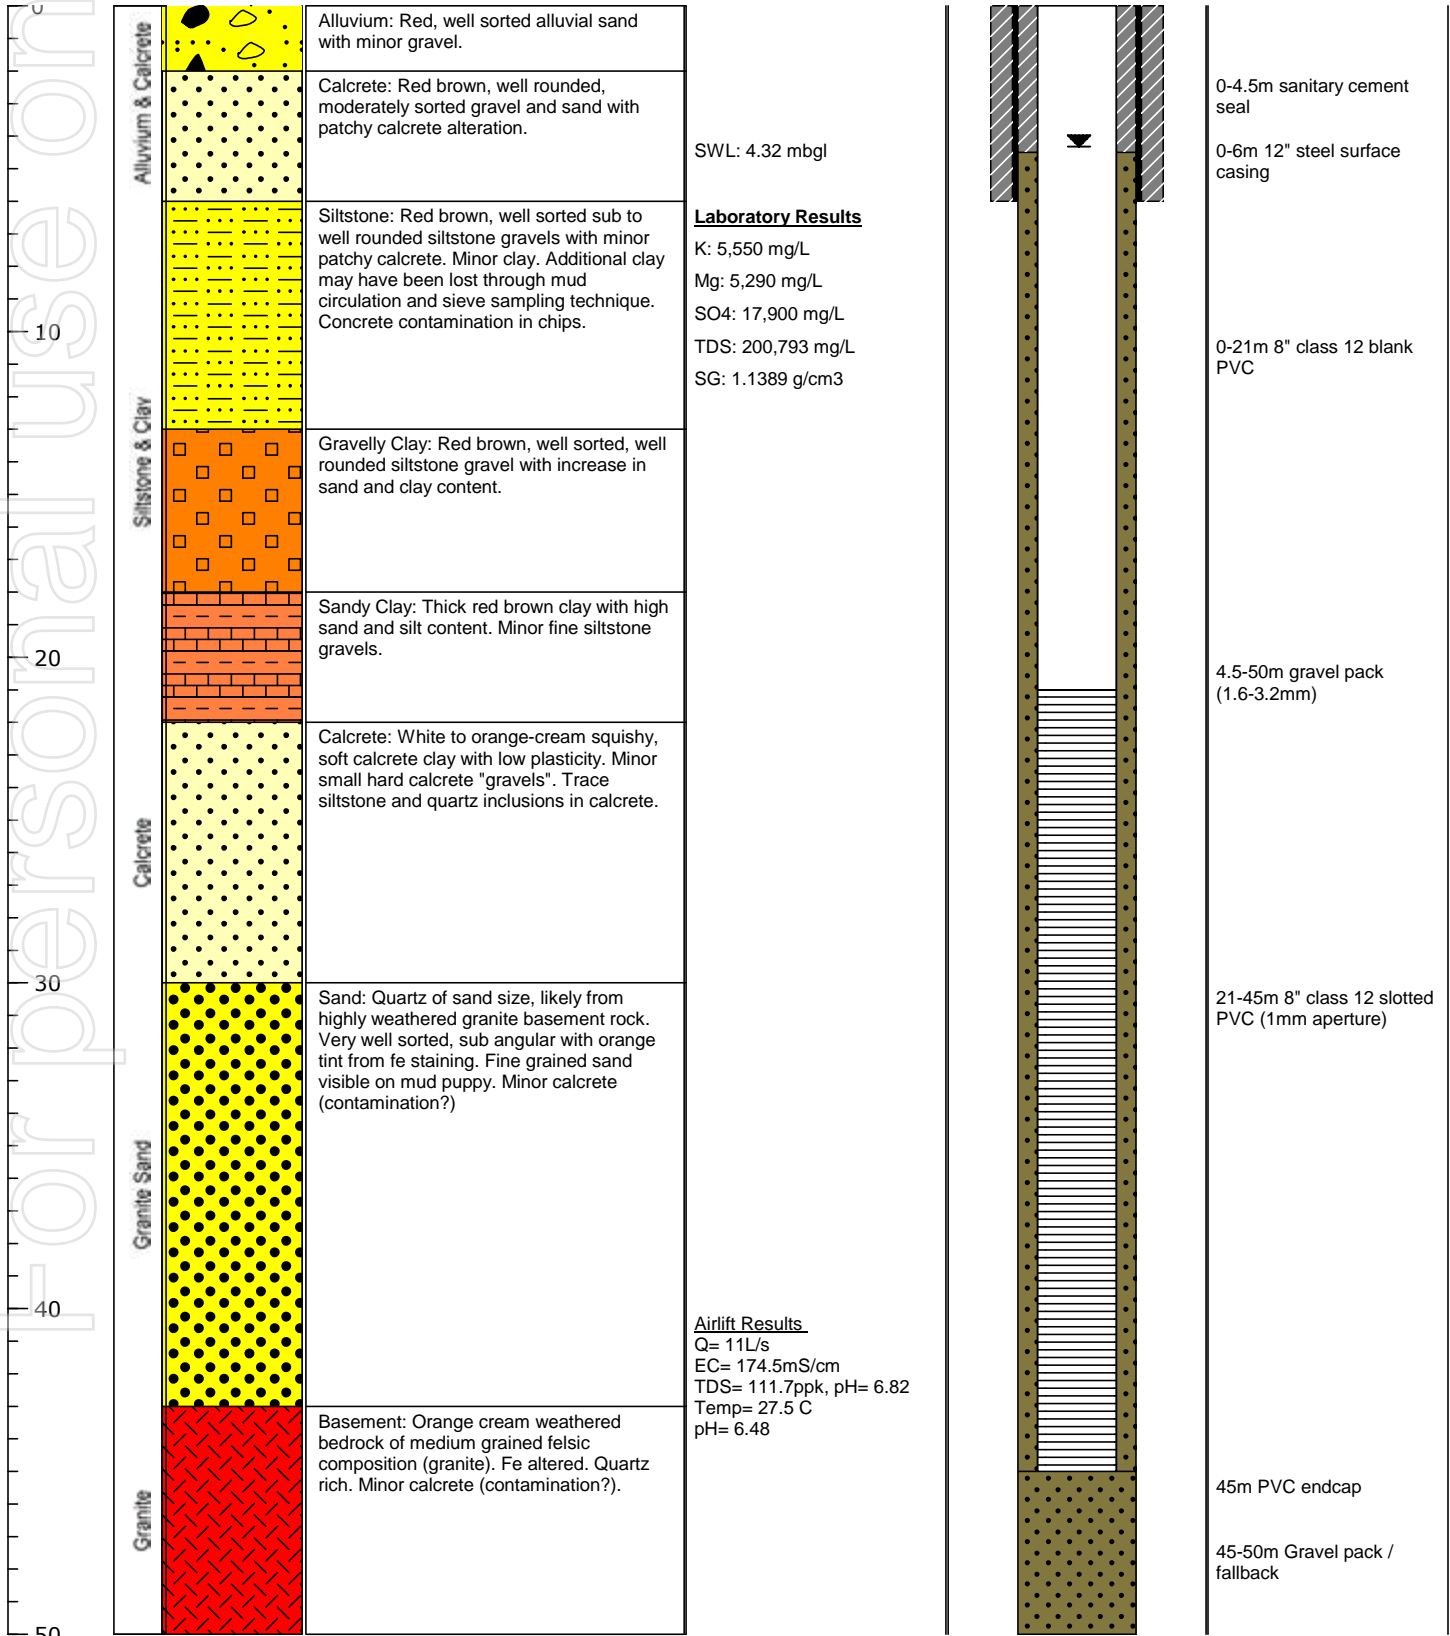 For personal use on
0
10
20
30
40
50
Alluvium & Calcrete
Siltstone & Clay
Calcrete
Granite Sand
Granite
Alluvium: Red, well sorted alluvial sand
with minor gravel.
Calcrete: Red brown, well rounded,
moderately sorted gravel and sand with
patchy calcrete alteration.
Siltstone: Red brown, well sorted sub to
well rounded siltstone gravels with minor
patchy calcrete. Minor clay. Additional clay
may have been lost through mud
circulation and sieve sampling technique.
Concrete contamination in chips.
Gravelly Clay: Red brown, well sorted, well
rounded siltstone gravel with increase in
sand and clay content.
Sandy Clay: Thick red brown clay with high
sand and silt content. Minor fine siltstone
gravels.
Calcrete: White to orange-cream squishy,
soft calcrete clay with low plasticity. Minor
small hard calcrete "gravels". Trace
siltstone and quartz inclusions in calcrete.
Sand: Quartz of sand size, likely from
highly weathered granite basement rock.
Very well sorted, sub angular with orange
tint from fe staining. Fine grained sand
visible on mud puppy. Minor calcrete
(contamination?)
Basement: Orange cream weathered
bedrock of medium grained felsic
composition (granite). Fe altered. Quartz
rich. Minor calcrete (contamination?).
SWL: 4.32 mbgl
Laboratory Results
K: 5,550 mg/L
Mg: 5,290 mg/L
SO4: 17,900 mg/L
TDS: 200,793 mg/L
SG: 1.1389 g/cm3
Airlift Results
Q= 11L/s
EC= 174.5mS/cm
TDS= 111.7ppk, pH= 6.82
Temp= 27.5 C
pH= 6.48
0-4.5m sanitary cement
seal
0-6m 12" steel surface
casing
0-21m 8" class 12 blank
PVC
4.5-50m gravel pack
(1.6-3.2mm)
21-45m 8" class 12 slotted
PVC (1mm aperture)
45m PVC endcap
45-50m Gravel pack /
fallback